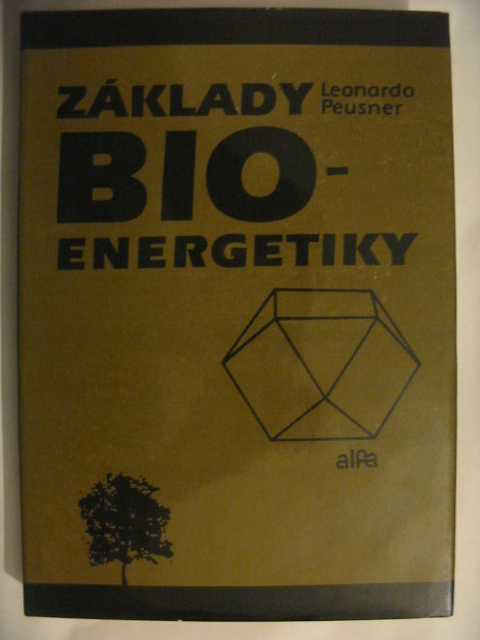 ZÁKLADY
Leonardo
Peusner
BIO-
ENERGETIKY
alfa